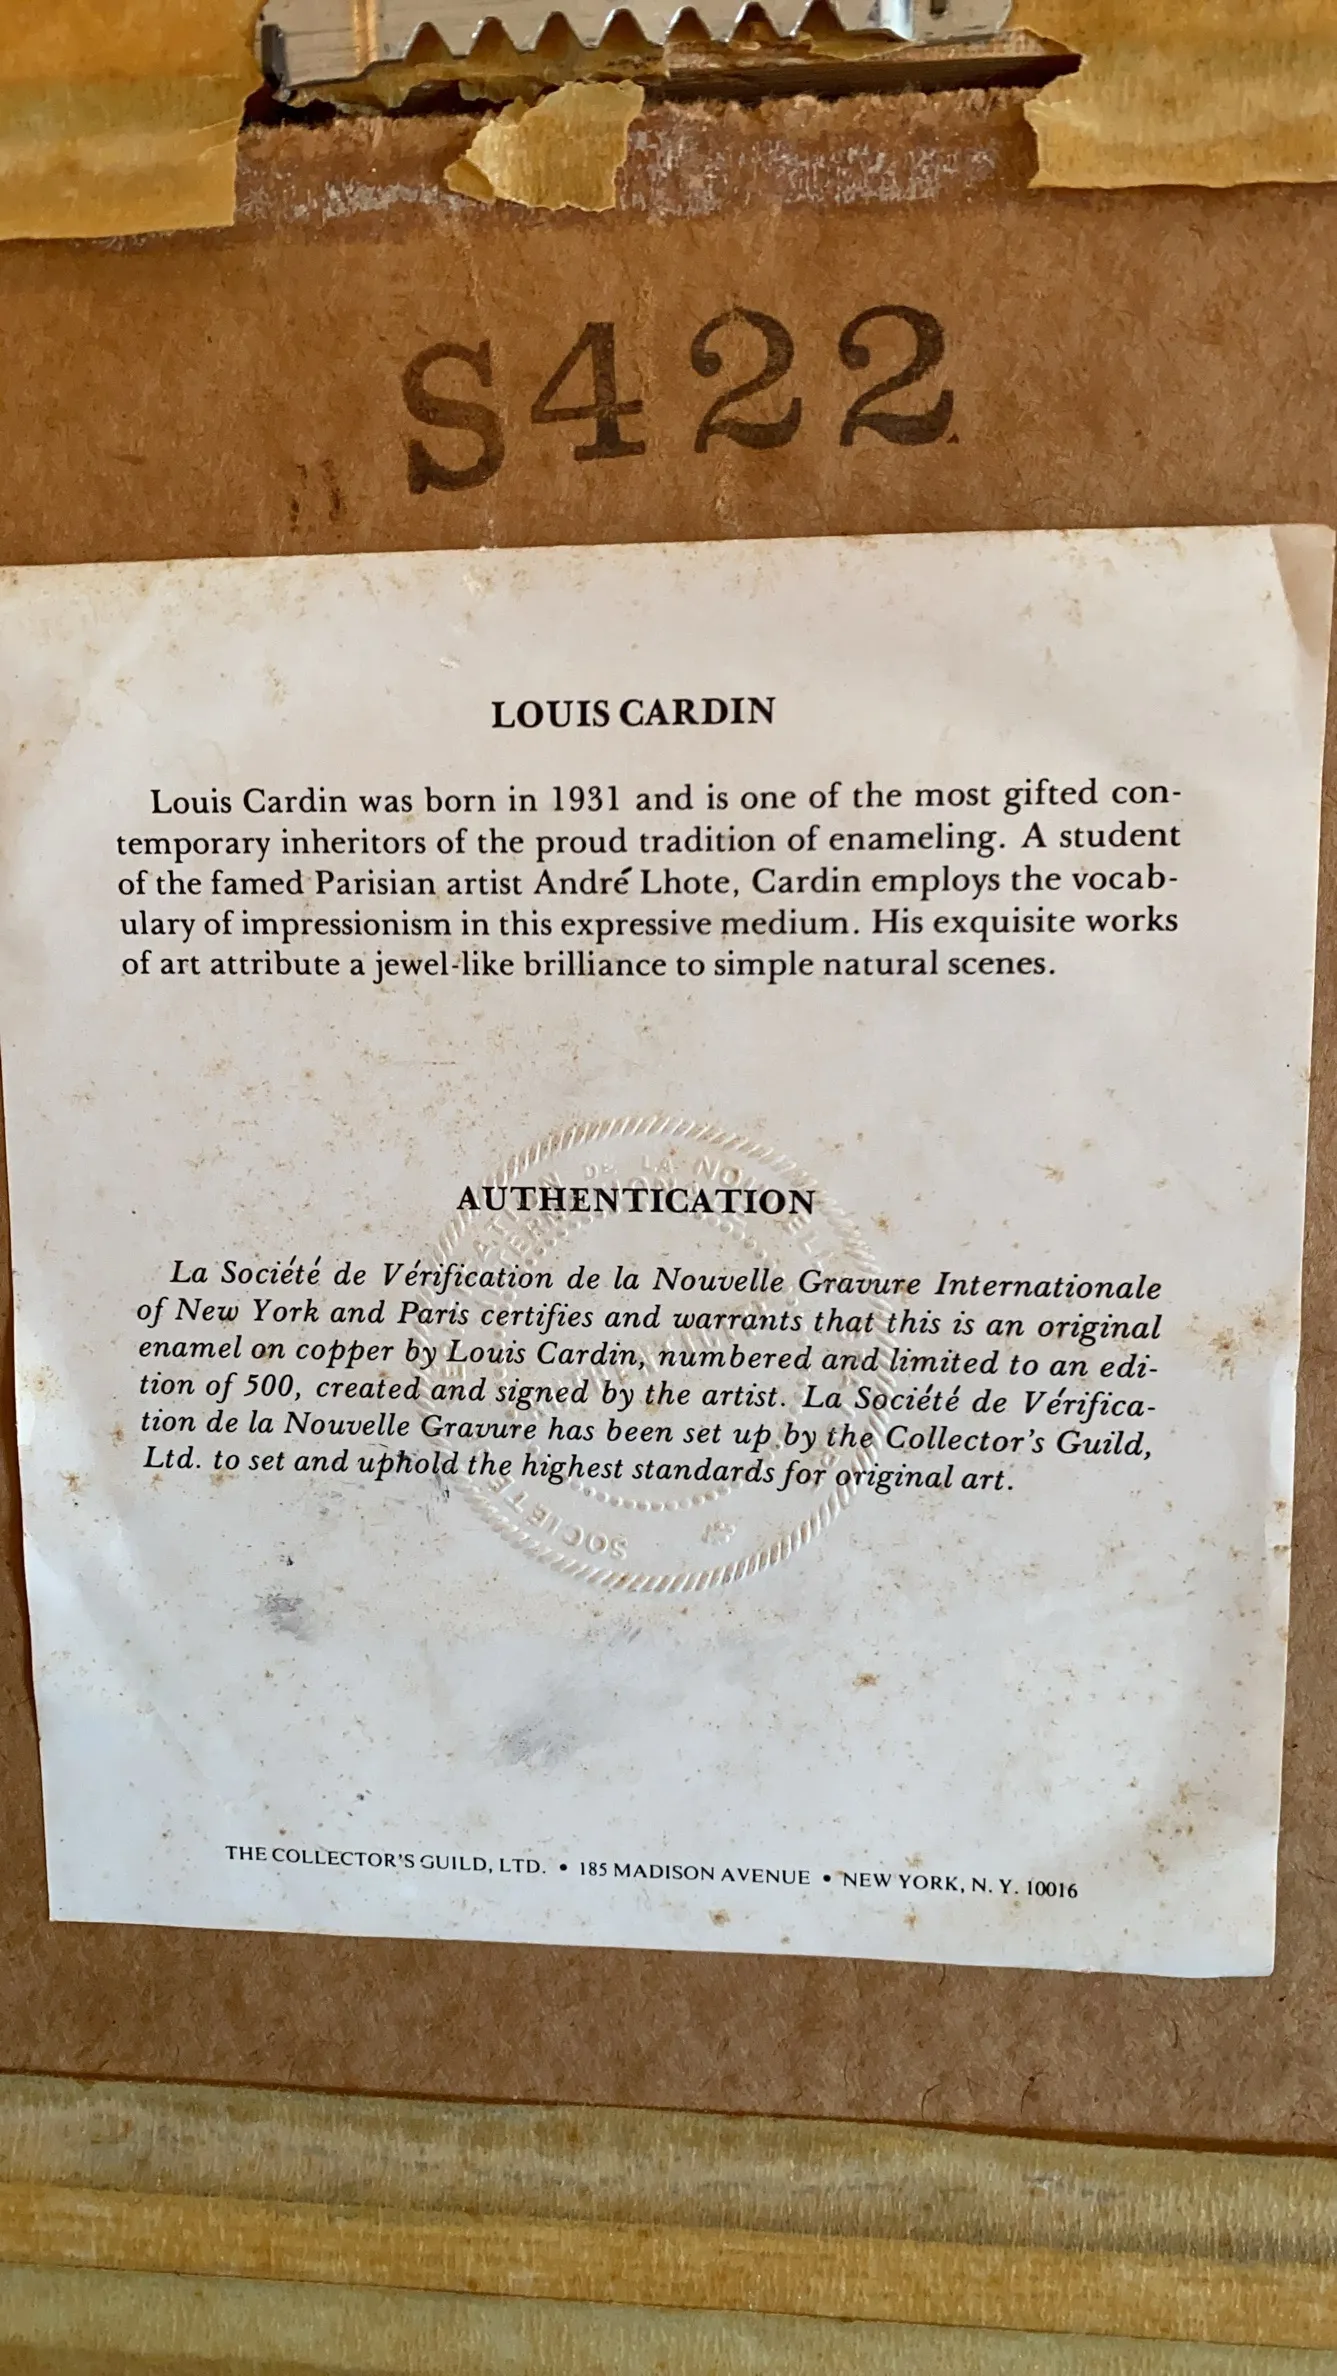 S422
LOUIS CARDIN
Louis Cardin was born in 1931 and is one of the most gifted con-
temporary inheritors of the proud tradition of enameling. A student
of the famed Parisian artist André Lhote, Cardin employs the vocab-
ulary of impressionism in this expressive medium. His exquisite works
of art attribute a jewel-like brilliance to simple natural scenes.
DE LA NOUVELL
AUTHENTICATION
La Société de Vérification de la Nouvelle Gravure Internationale
of New York and Paris certifies and warrants that this is an original
enamel on copper by Louis Cardin, numbered and limited to an edi-
tion of 500, created and signed by the artist. La Société de Vérifica-
tion de la Nouvelle Gravure has been set up by the Collector's Guild,
Ltd. to set and uphold the highest standards for original art.
SOCIETE
THE COLLECTOR'S GUILD, LTD. • 185 MADISON AVENUE • NEW YORK, N. Y. 10016